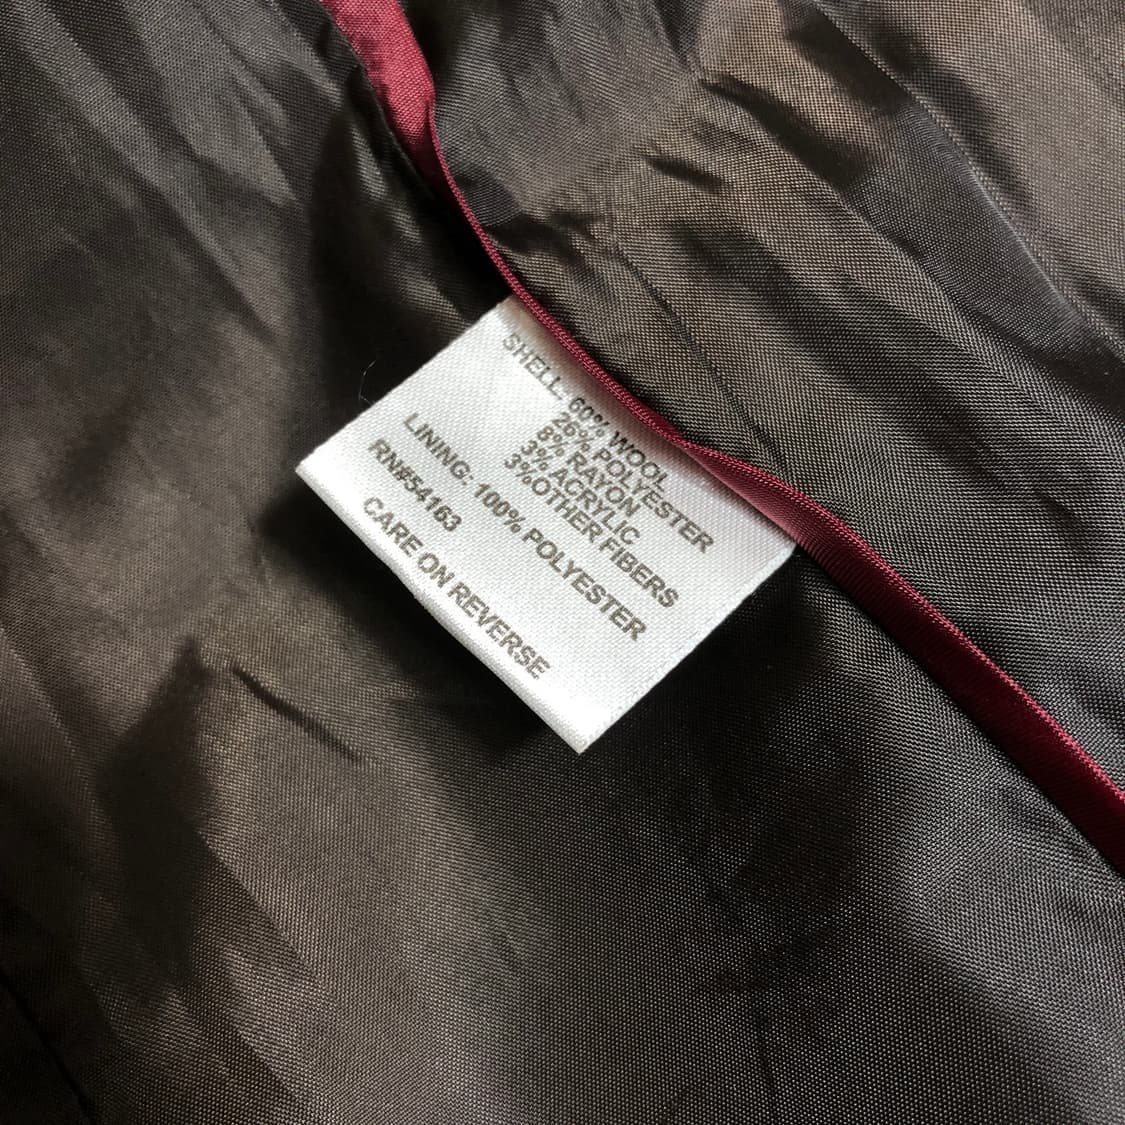 SHELL: 60% WOOL
26% POLYESTER
8% RAYON
3% ACRYLIC
3%OTHER FIBERS
LINING: 100% POLYESTER
RN#54163
CARE ON REVERSE